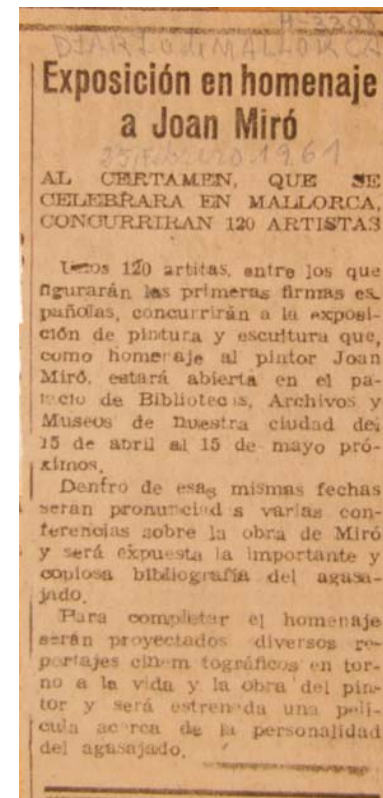 H-3308
DIARIO de MALLORCA
Exposición en homenaje
a Joan Miró
25 Febrero 1961
AL CERTAMEN, QUE SE
CELEBRARA EN MALLORCA,
CONCURRIRAN 120 ARTISTAS
Unos 120 artitas, entre los que
figurarán las primeras firmas es-
pañolas, concurrirán a la exposi-
ción de pintura y escultura que,
como homenaje al pintor Joan
Miró, estará abierta en el pa-
lacio de Bibliotecas, Archivos y
Museos de nuestra ciudad del
15 de abril al 15 de mayo pró-
ximos.
Dentro de esas mismas fechas
seran pronunciad s varias con-
ferencias sobre la obra de Miró
y será expuesta la importante y
copiosa bibliografía del agasa-
jado.
Para completar el homenaje
serán proyectados diversos re-
portajes cinem tográficos en tor-
no a la vida y la obra del pin-
tor y será estrenada una pelí-
cula acerca de la personalidad
del agasajado.